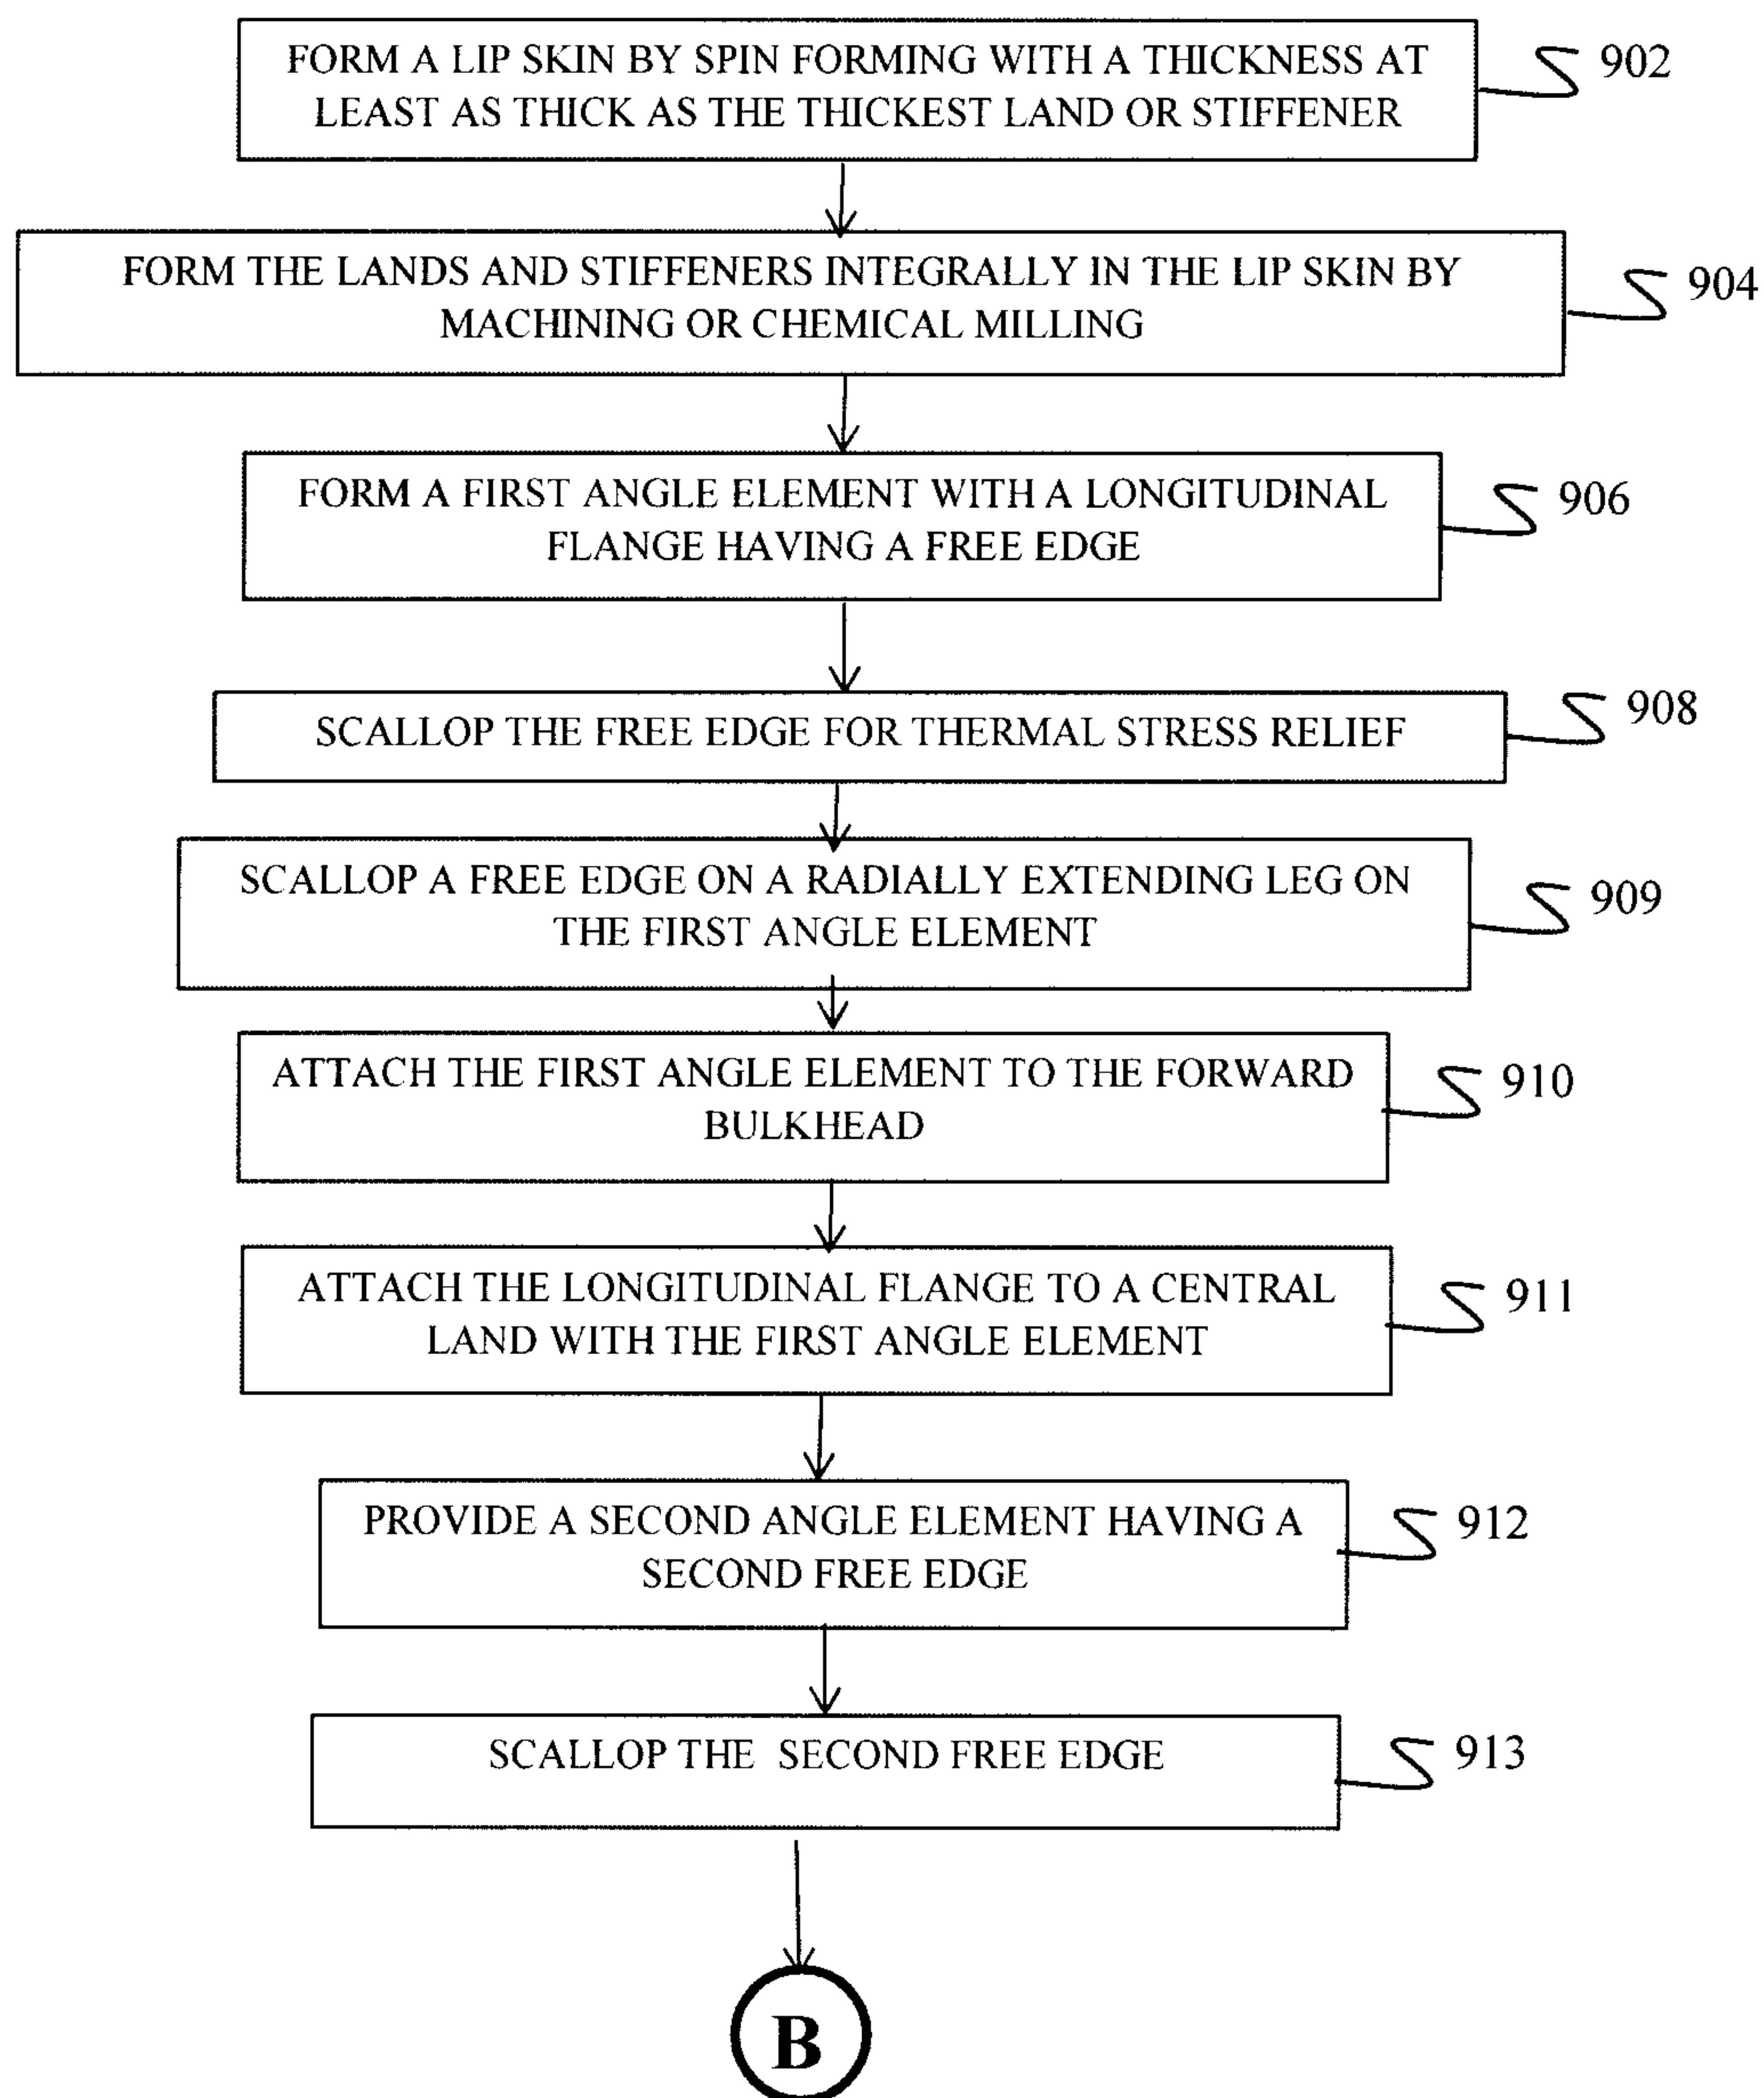 FORM A LIP SKIN BY SPIN FORMING WITH A THICKNESS AT
LEAST AS THICK AS THE THICKEST LAND OR STIFFENER
902
FORM THE LANDS AND STIFFENERS INTEGRALLY IN THE LIP SKIN BY
MACHINING OR CHEMICAL MILLING
904
FORM A FIRST ANGLE ELEMENT WITH A LONGITUDINAL
FLANGE HAVING A FREE EDGE
906
SCALLOP THE FREE EDGE FOR THERMAL STRESS RELIEF
908
SCALLOP A FREE EDGE ON A RADIALLY EXTENDING LEG ON
THE FIRST ANGLE ELEMENT
909
ATTACH THE FIRST ANGLE ELEMENT TO THE FORWARD
BULKHEAD
910
ATTACH THE LONGITUDINAL FLANGE TO A CENTRAL
LAND WITH THE FIRST ANGLE ELEMENT
911
PROVIDE A SECOND ANGLE ELEMENT HAVING A
SECOND FREE EDGE
912
SCALLOP THE SECOND FREE EDGE
913
B